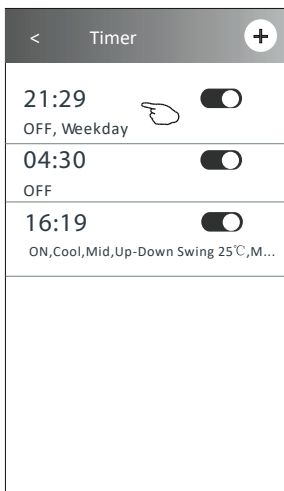 < Timer +
21:29
OFF, Weekday
04:30
OFF
16:19
ON,Cool,Mid,Up-Down Swing 25℃,M...